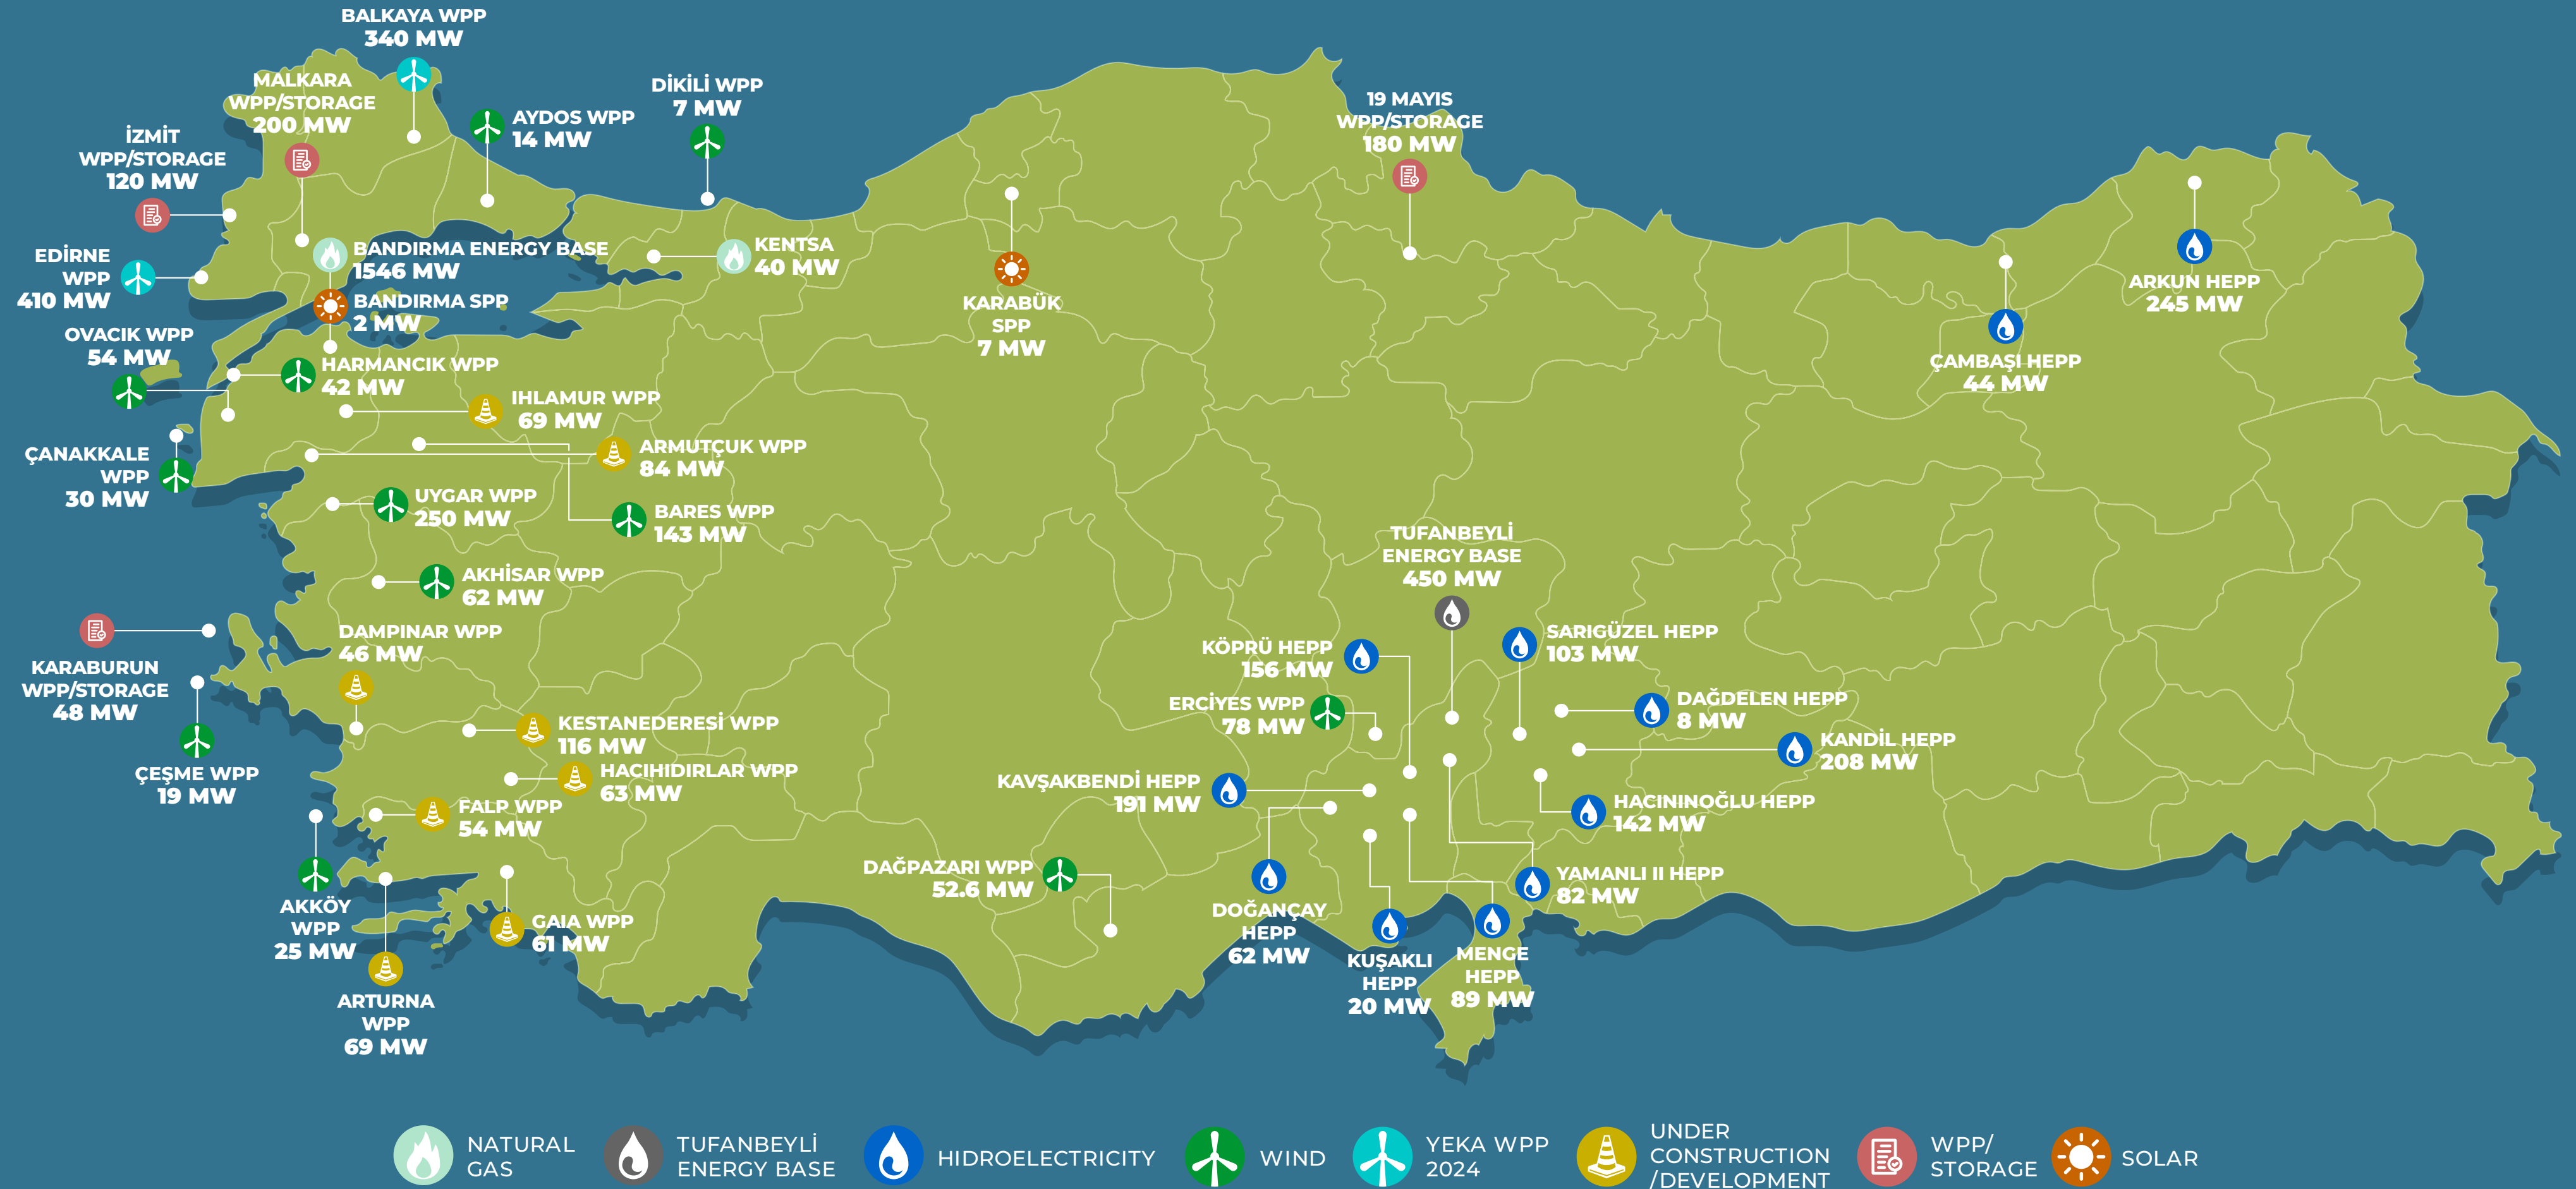 BALKAYA WPP
340 MW
MALKARA
WPP/STORAGE
200 MW
DİKİLİ WPP
7 MW
AYDOS WPP
14 MW
19 MAYIS
WPP/STORAGE
180 MW
İZMİT
WPP/STORAGE
120 MW
EDİRNE
WPP
410 MW
BANDIRMA ENERGY BASE
1546 MW
KENTSA
40 MW
BANDIRMA SPP
2 MW
KARABÜK
SPP
7 MW
ARKUN HEPP
245 MW
ÇAMBAŞI HEPP
44 MW
OVACIK WPP
54 MW
HARMANCIK WPP
42 MW
IHLAMUR WPP
69 MW
ARMUTÇUK WPP
84 MW
ÇANAKKALE
WPP
30 MW
UYGAR WPP
250 MW
BARES WPP
143 MW
TUFANBEYLİ
ENERGY BASE
450 MW
AKHİSAR WPP
62 MW
DAMPINAR WPP
46 MW
KARABURUN
WPP/STORAGE
48 MW
KÖPRÜ HEPP
156 MW
SARIGÜZEL HEPP
103 MW
ERCİYES WPP
78 MW
DAĞDELEN HEPP
8 MW
KESTANEDERESİ WPP
116 MW
KANDİL HEPP
208 MW
ÇEŞME WPP
19 MW
HACIHIDIRLAR WPP
63 MW
KAVŞAKBENDİ HEPP
191 MW
HACININOĞLU HEPP
142 MW
FALP WPP
54 MW
DAĞPAZARI WPP
52.6 MW
YAMANLI II HEPP
82 MW
AKKÖY
WPP
25 MW
GAIA WPP
61 MW
DOĞANÇAY
HEPP
62 MW
KUŞAKLI
HEPP
20 MW
MENGE
HEPP
89 MW
ARTURNA
WPP
69 MW
NATURAL
GAS
TUFANBEYLİ
ENERGY BASE
HIDROELECTRICITY
WIND
YEKA WPP
2024
UNDER
CONSTRUCTION
/DEVELOPMENT
WPP/
STORAGE
SOLAR